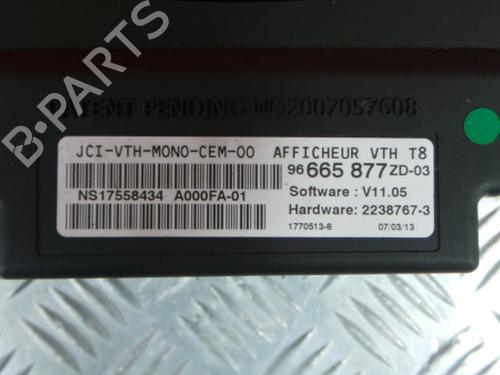 PATENT PENDING WO2007057608
JCI-VTH-MONO-CEM-00 AFFICHEUR VTH T8
96 665 877 ZD-03
NS17558434 A000FA-01
Software : V11.05
Hardware: 2238767-3
1770513-6 07/03/13
B-PARTS